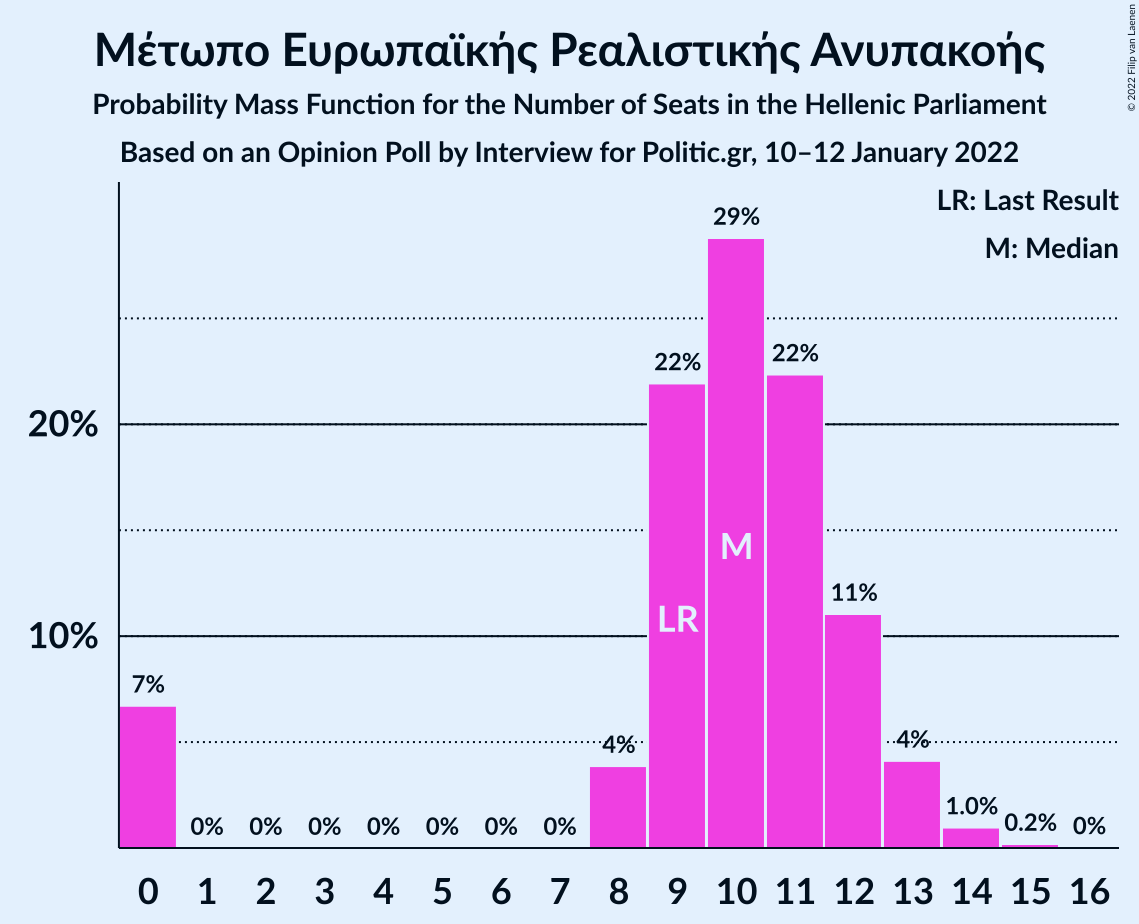 Μέτωπο Ευρωπαϊκής Ρεαλιστικής Ανυπακοής
Probability Mass Function for the Number of Seats in the Hellenic Parliament
Based on an Opinion Poll by Interview for Politic.gr, 10–12 January 2022
© 2022 Filip van Laenen
LR: Last Result
M: Median
20%
10%
7%
0%
0%
0%
0%
0%
0%
0%
4%
22%
29%
22%
11%
4%
1.0%
0.2%
0%
LR
M
0 1 2 3 4 5 6 7 8 9 10 11 12 13 14 15 16